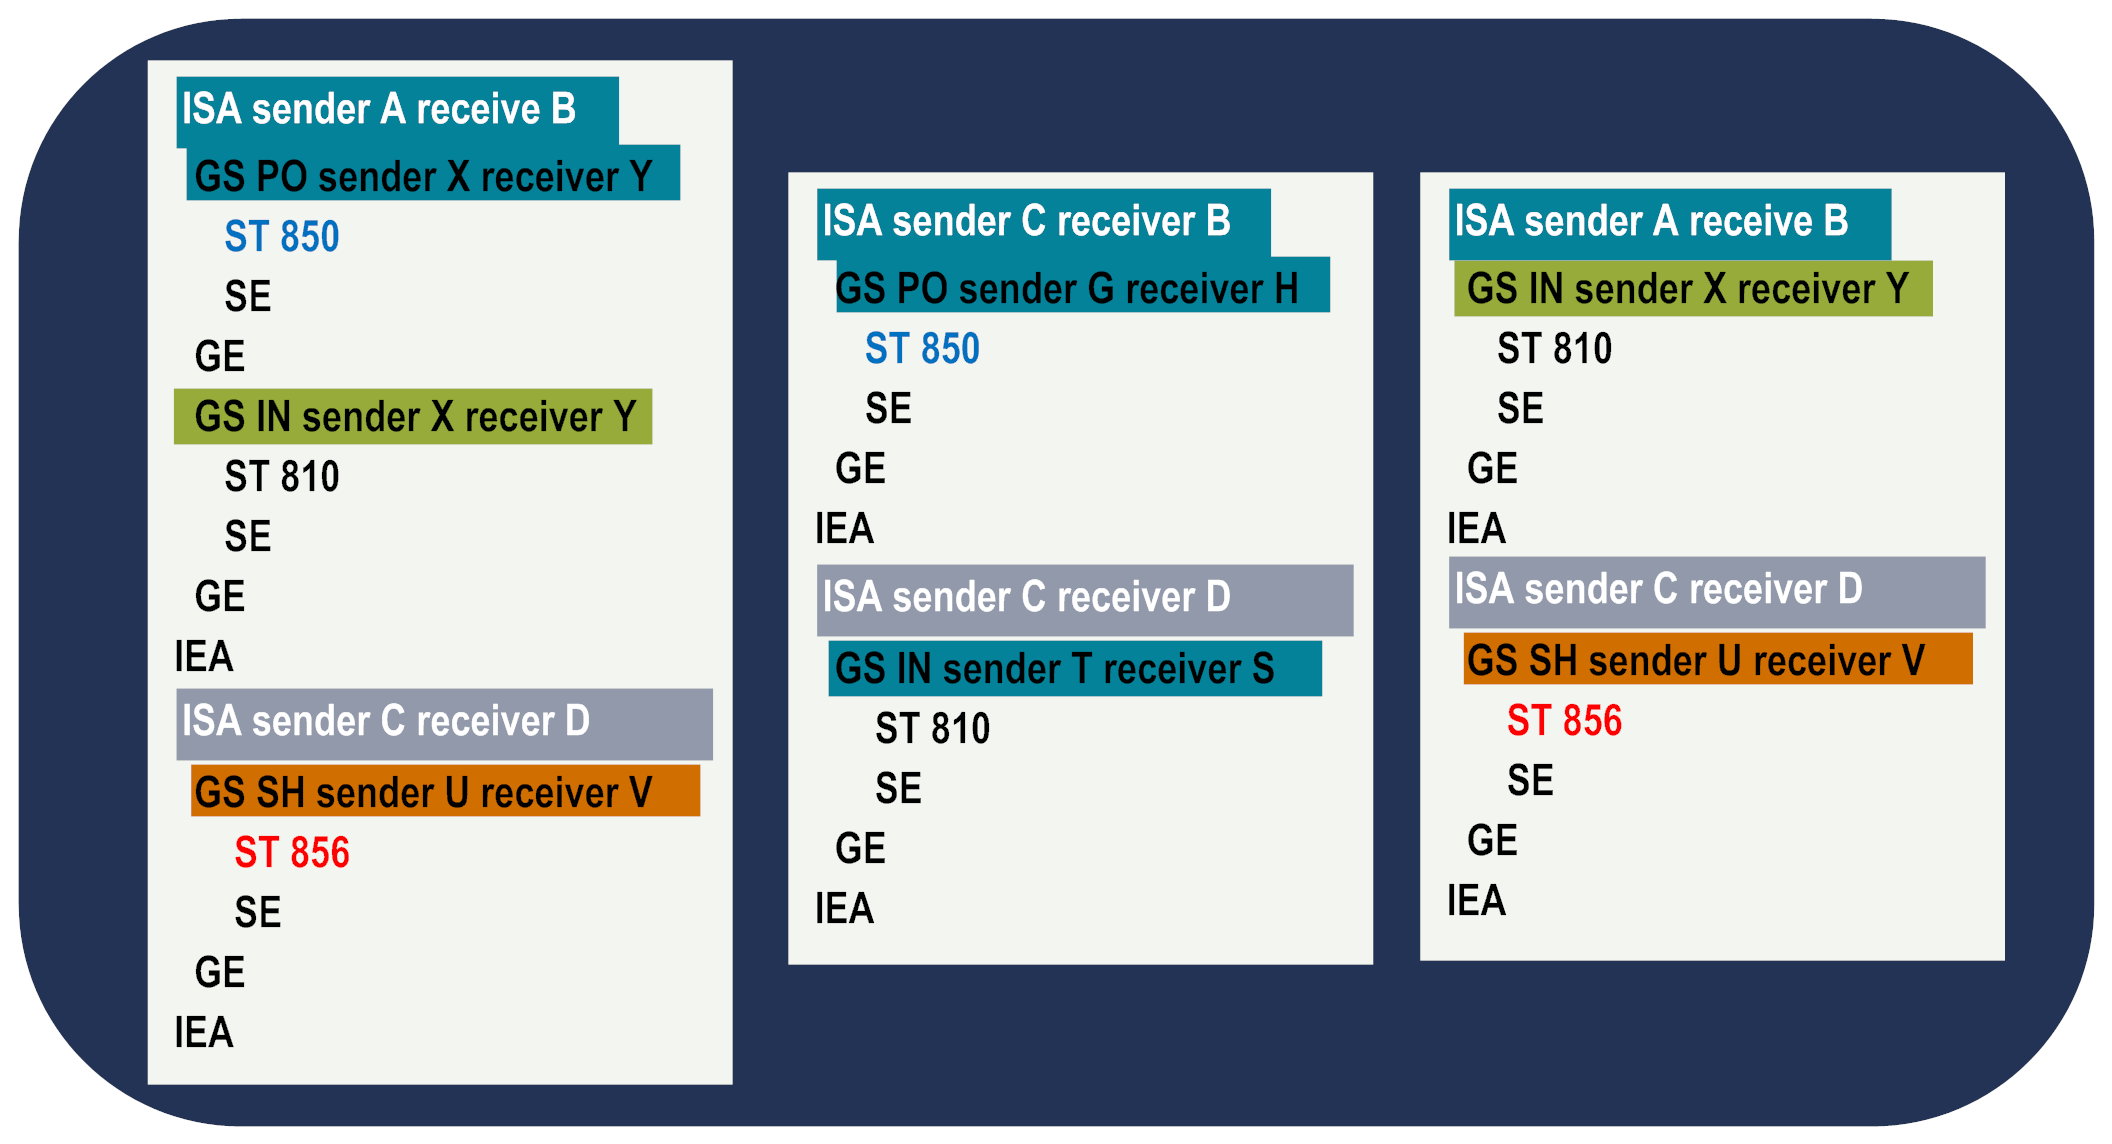 ISA sender A receive B
GS PO sender X receiver Y
ST 850
SE
GE
GS IN sender X receiver Y
ST 810
SE
GE
IEA
ISA sender C receiver D
GS SH sender U receiver V
ST 856
SE
GE
IEA
ISA sender C receiver B
GS PO sender G receiver H
ST 850
SE
GE
IEA
ISA sender C receiver D
GS IN sender T receiver S
ST 810
SE
GE
IEA
ISA sender A receive B
GS IN sender X receiver Y
ST 810
SE
GE
IEA
ISA sender C receiver D
GS SH sender U receiver V
ST 856
SE
GE
IEA